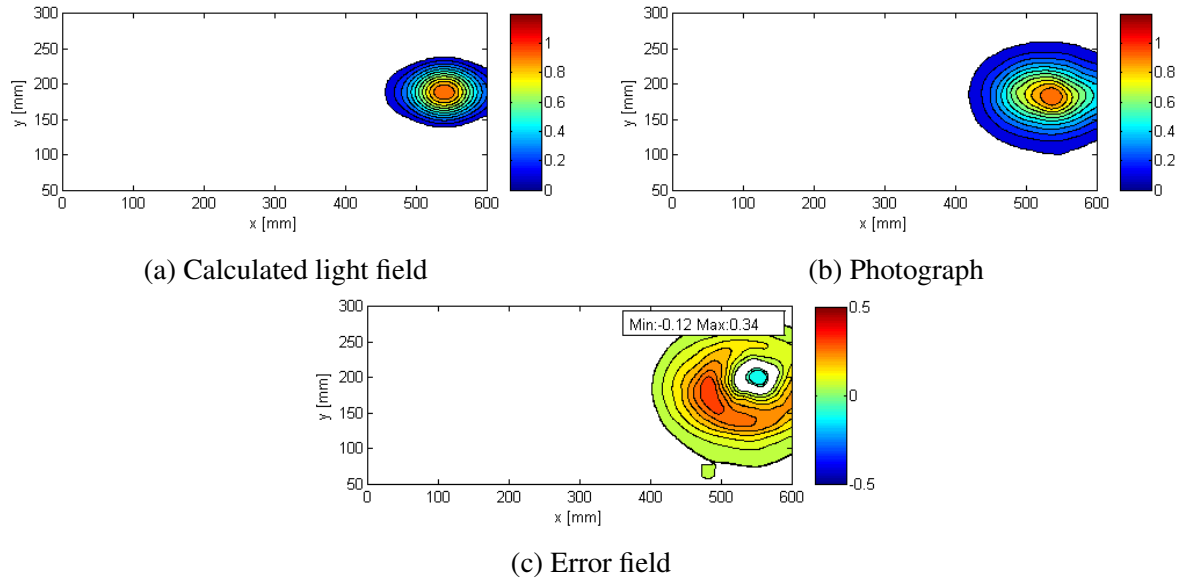 300
250
200
150
100
50
y [mm]
0 100 200 300 400 500 600
x [mm]
1
0.8
0.6
0.4
0.2
0
(a) Calculated light field
300
250
200
150
100
50
y [mm]
0 100 200 300 400 500 600
x [mm]
1
0.8
0.6
0.4
0.2
0
(b) Photograph
300
250
200
150
100
50
y [mm]
Min:-0.12 Max:0.34
0 100 200 300 400 500 600
x [mm]
0.5
0
-0.5
(c) Error field